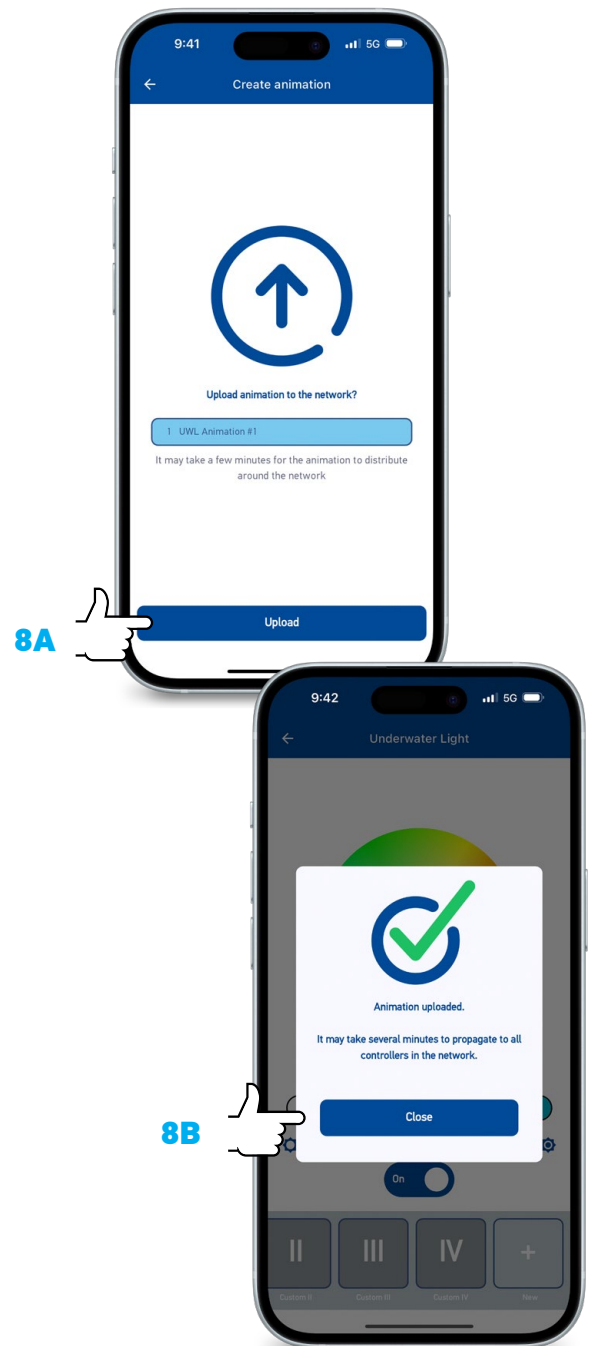 9:41
5G
Create animation
Upload animation to the network?
1 UWL Animation #1
It may take a few minutes for the animation to distribute
around the network
8A
Upload
9:42
5G
Underwater Light
Animation uploaded.
It may take several minutes to propagate to all
controllers in the network.
8B
Close
On
II
III
IV
+
Custom II
Custom III
Custom IV
New